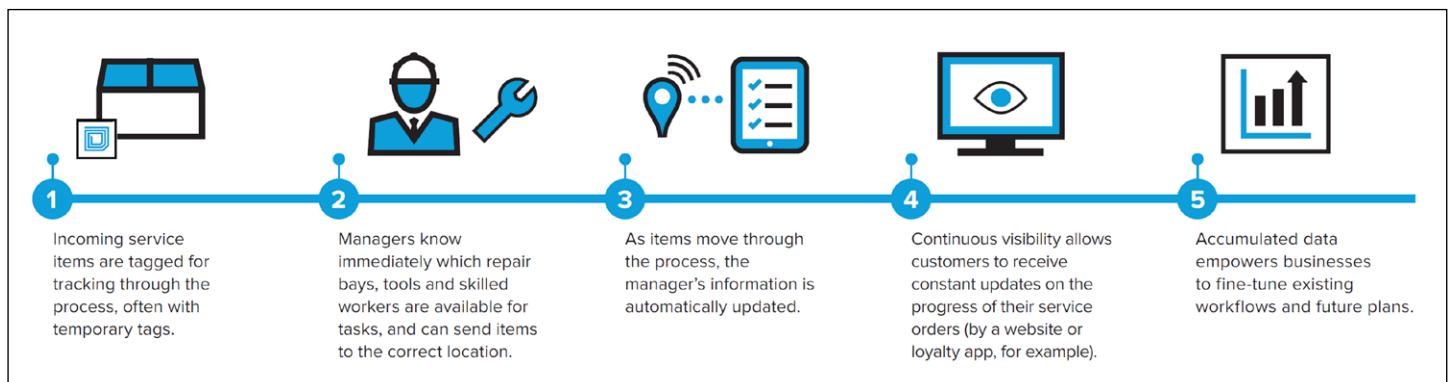 1
Incoming service
items are tagged for
tracking through the
process, often with
temporary tags.
2
Managers know
immediately which repair
bays, tools and skilled
workers are available for
tasks, and can send items
to the correct location.
3
As items move through
the process, the
manager's information is
automatically updated.
4
Continuous visibility allows
customers to receive
constant updates on the
progress of their service
orders (by a website or
loyalty app, for example).
5
Accumulated data
empowers businesses
to fine-tune existing
workflows and future plans.